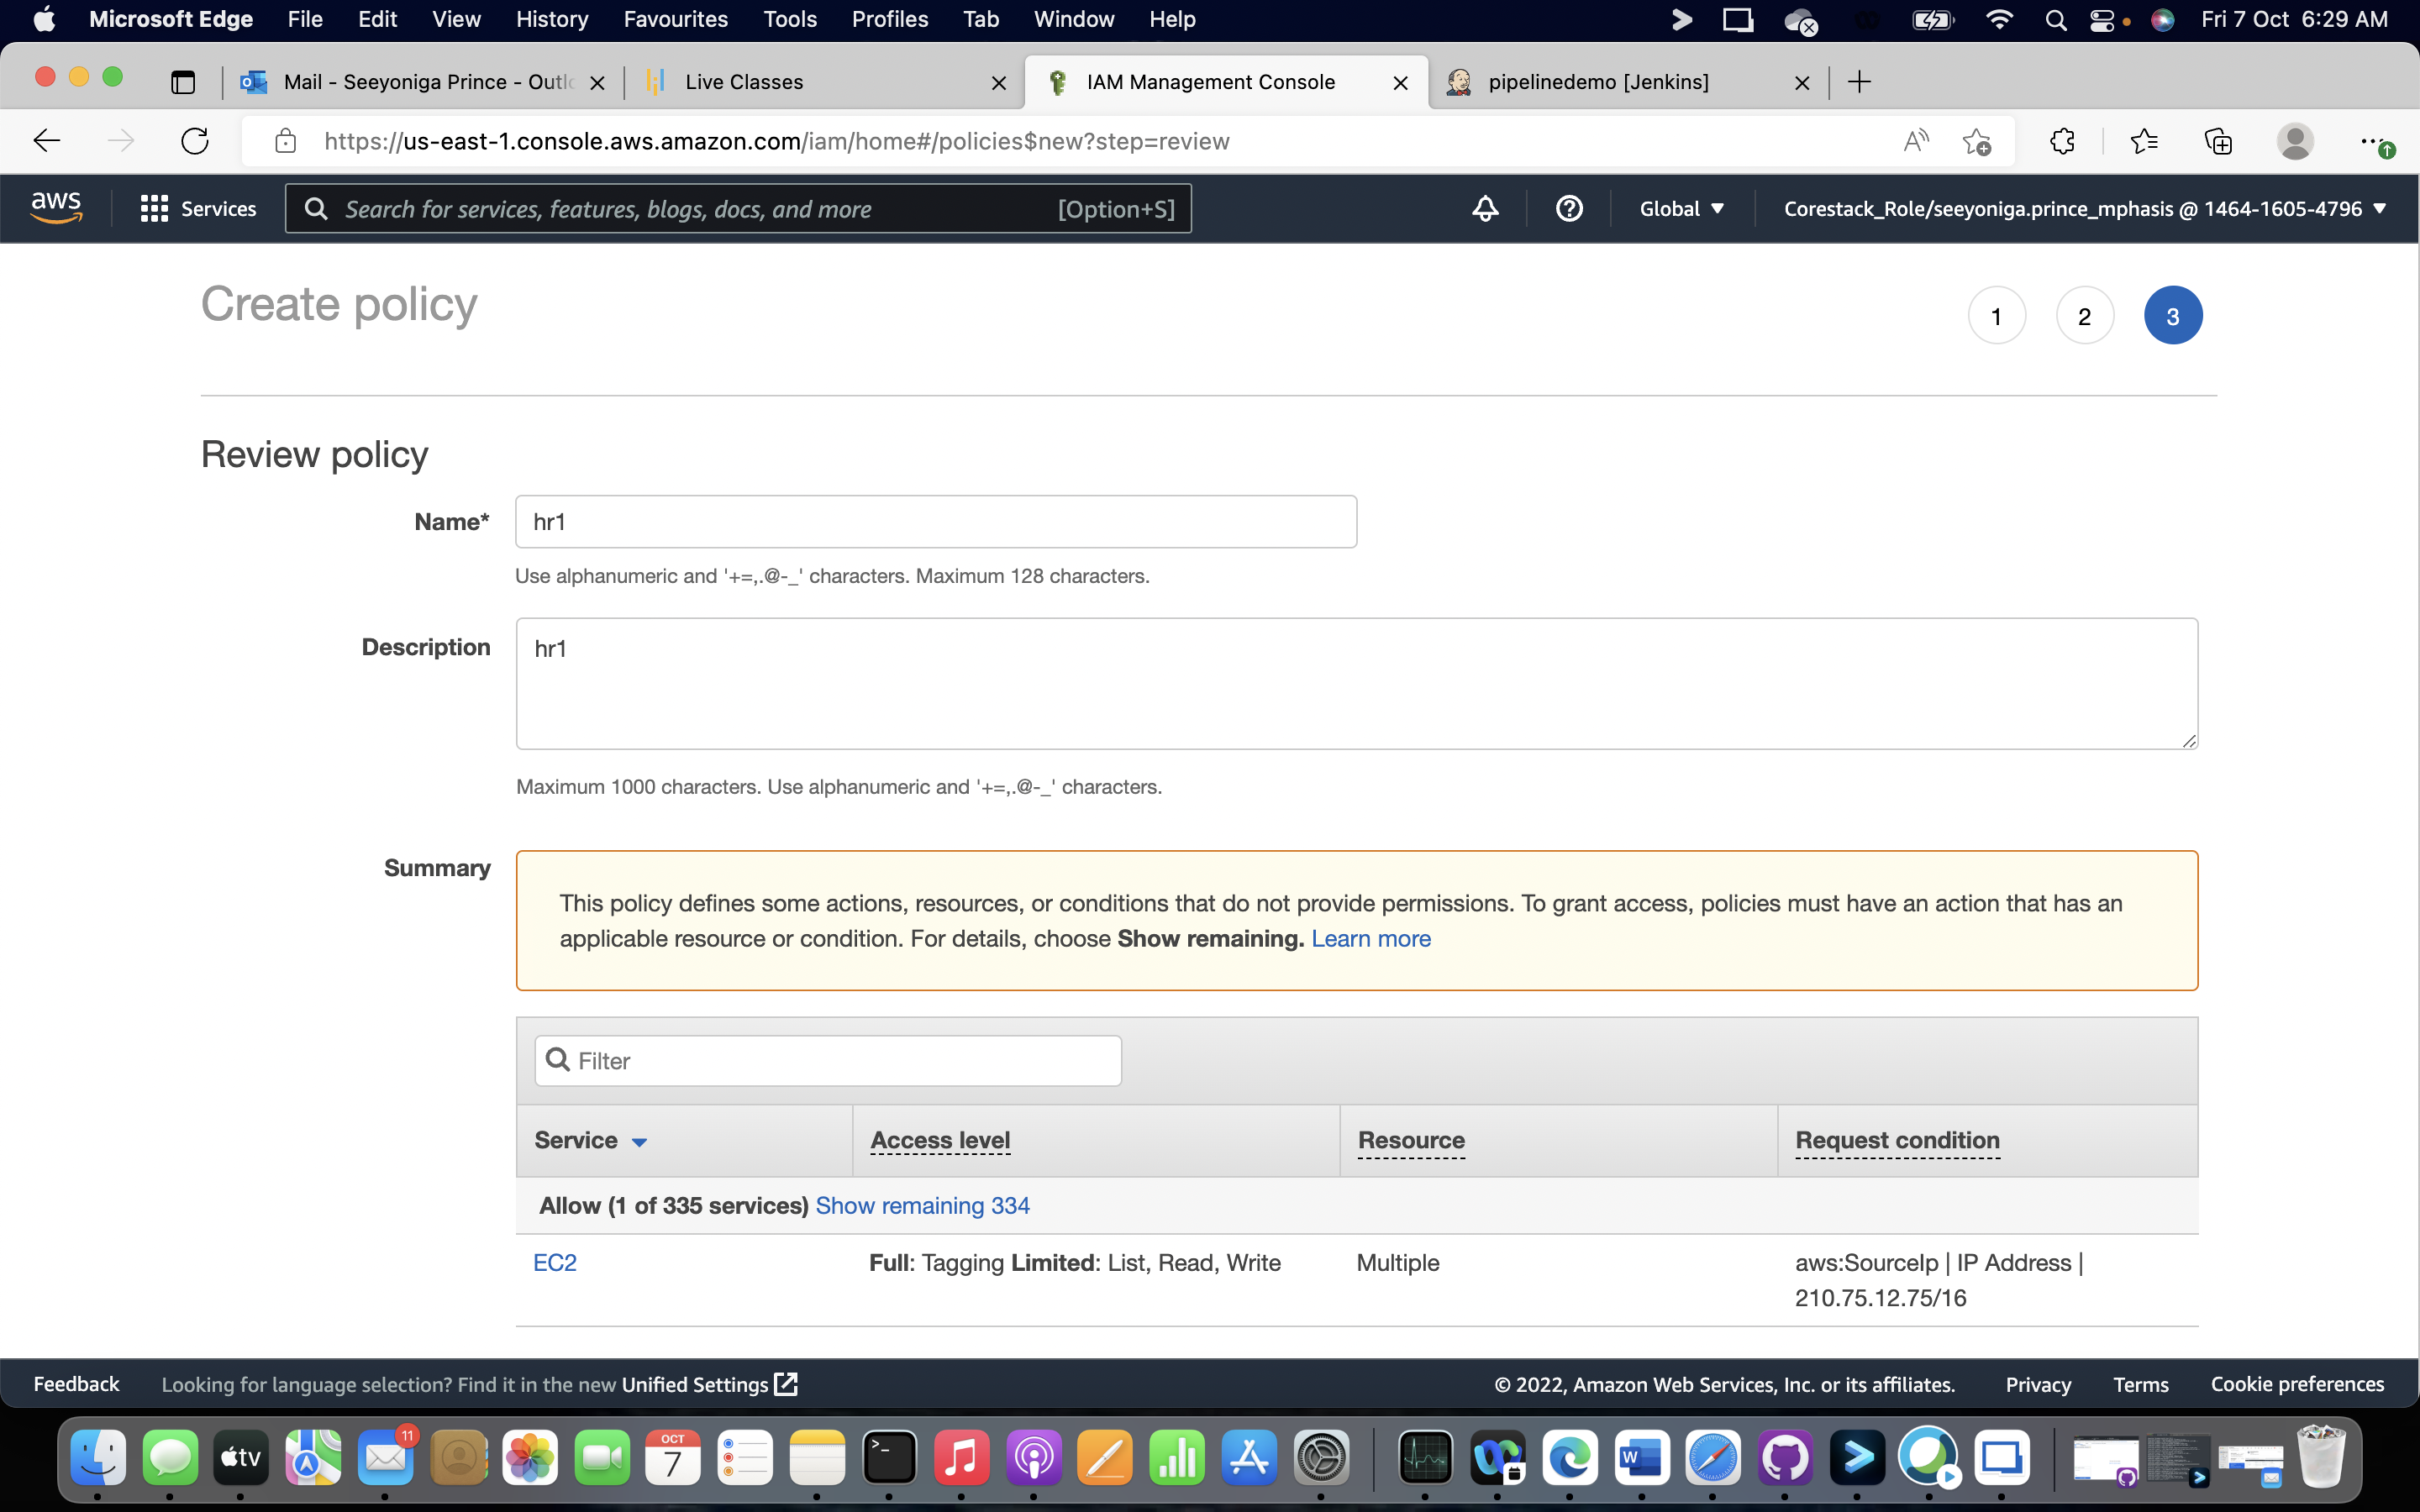 Microsoft Edge File Edit View History Favourites Tools Profiles Tab Window Help Fri 7 Oct 6:29 AM
Mail - Seeyoniga Prince - Outlo Live Classes IAM Management Console pipelinedemo [Jenkins]
https://us-east-1.console.aws.amazon.com/iam/home#/policies$new?step=review
aws Services Search for services, features, blogs, docs, and more [Option+S] Global Corestack_Role/seeyoniga.prince_mphasis @ 1464-1605-4796
Create policy 1 2 3
Review policy
Name* hr1
Use alphanumeric and '+=,.@-_' characters. Maximum 128 characters.
Description hr1
Maximum 1000 characters. Use alphanumeric and '+=,.@-_' characters.
Summary
This policy defines some actions, resources, or conditions that do not provide permissions. To grant access, policies must have an action that has an
applicable resource or condition. For details, choose Show remaining. Learn more
Filter
Service Access level Resource Request condition
Allow (1 of 335 services) Show remaining 334
EC2 Full: Tagging Limited: List, Read, Write Multiple aws:SourceIp | IP Address |
210.75.12.75/16
Feedback Looking for language selection? Find it in the new Unified Settings © 2022, Amazon Web Services, Inc. or its affiliates. Privacy Terms Cookie preferences
tv 11 OCT 7 >_ W